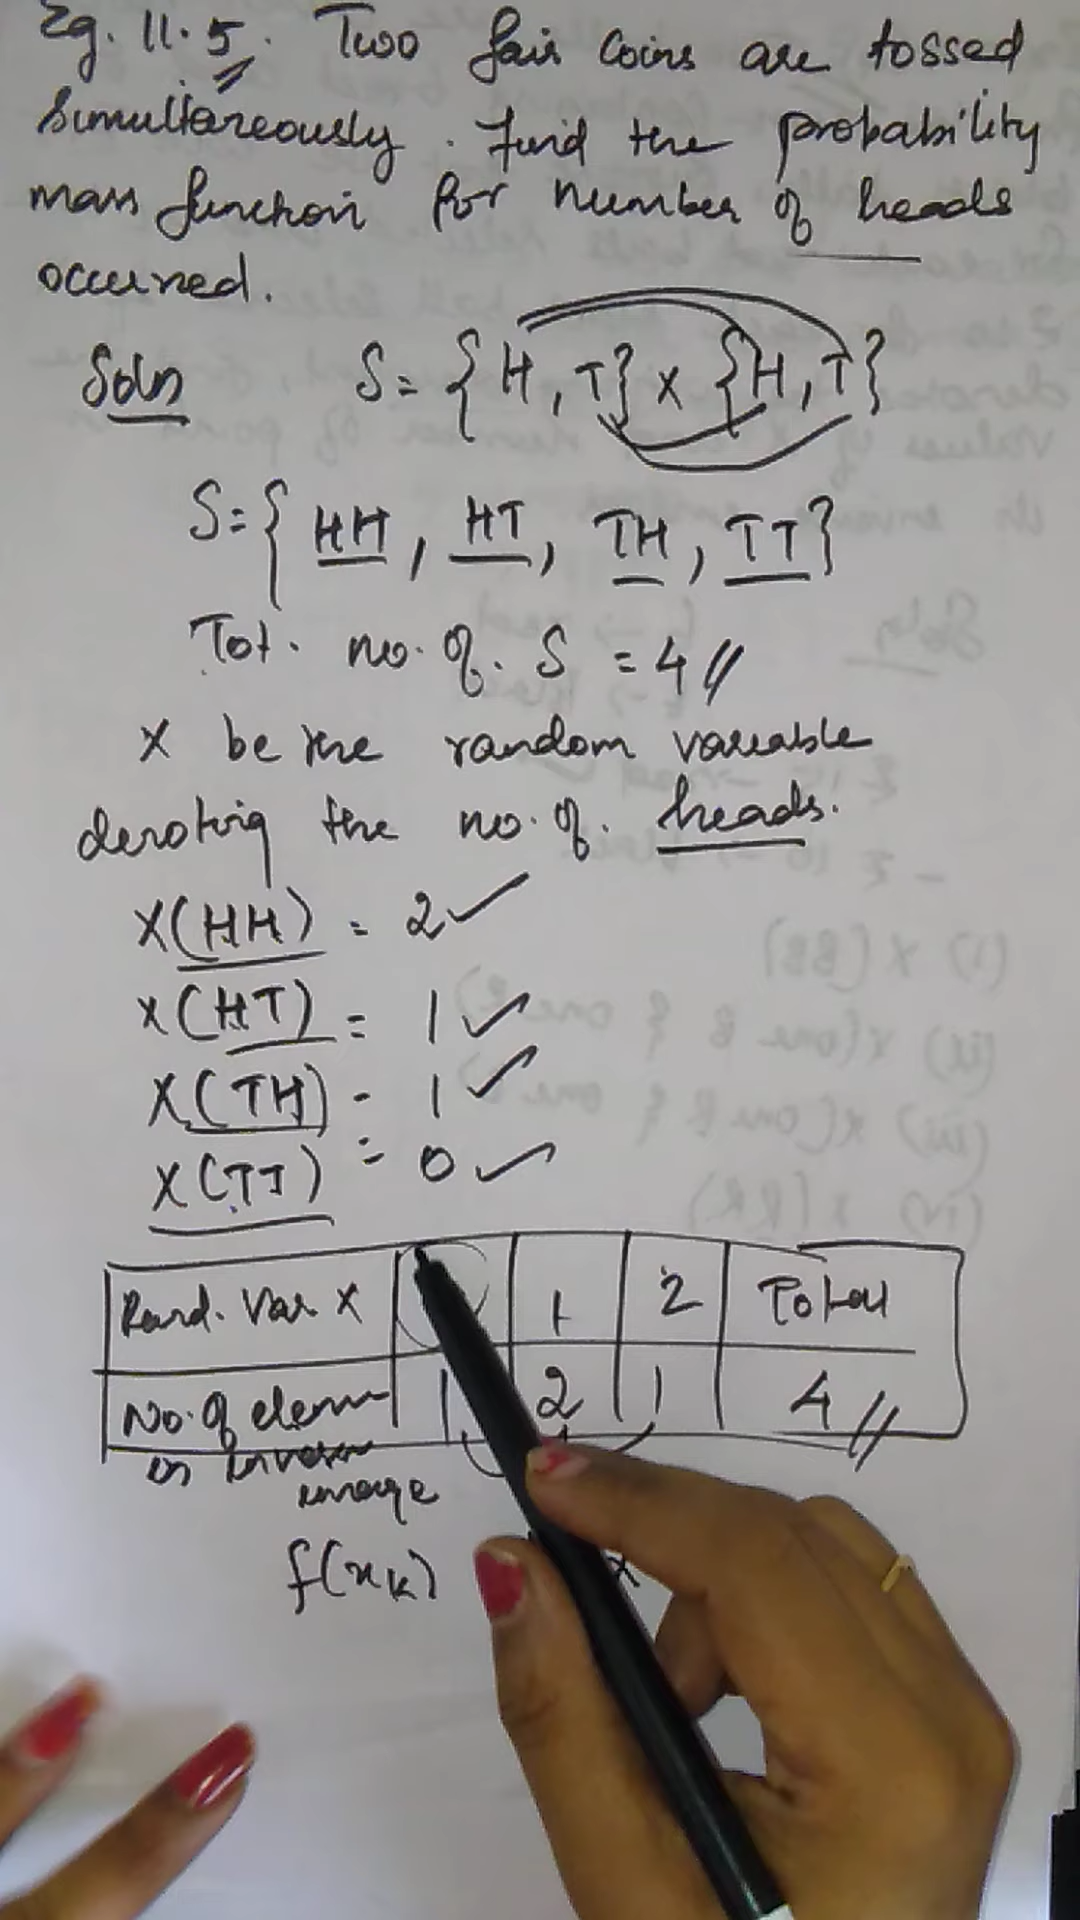 Eg. 11.5. Two fair coins are tossed
simultaneously. Find the probability
mass function for number of heads
occurred.
Soln S = {H, T} x {H, T}
S = { HH, HT, TH, TT}
Tot. no. of. S = 4 //
X be the random variable
denoting the no. of. heads.
X(HH) = 2 ✓
X(HT) = 1 ✓
X(TH) = 1 ✓
X(TT) = 0 ✓
Rand. Var X 1 2 Total
No. of elem 1 2 1 4 //
in inverse
image
f(xk) x